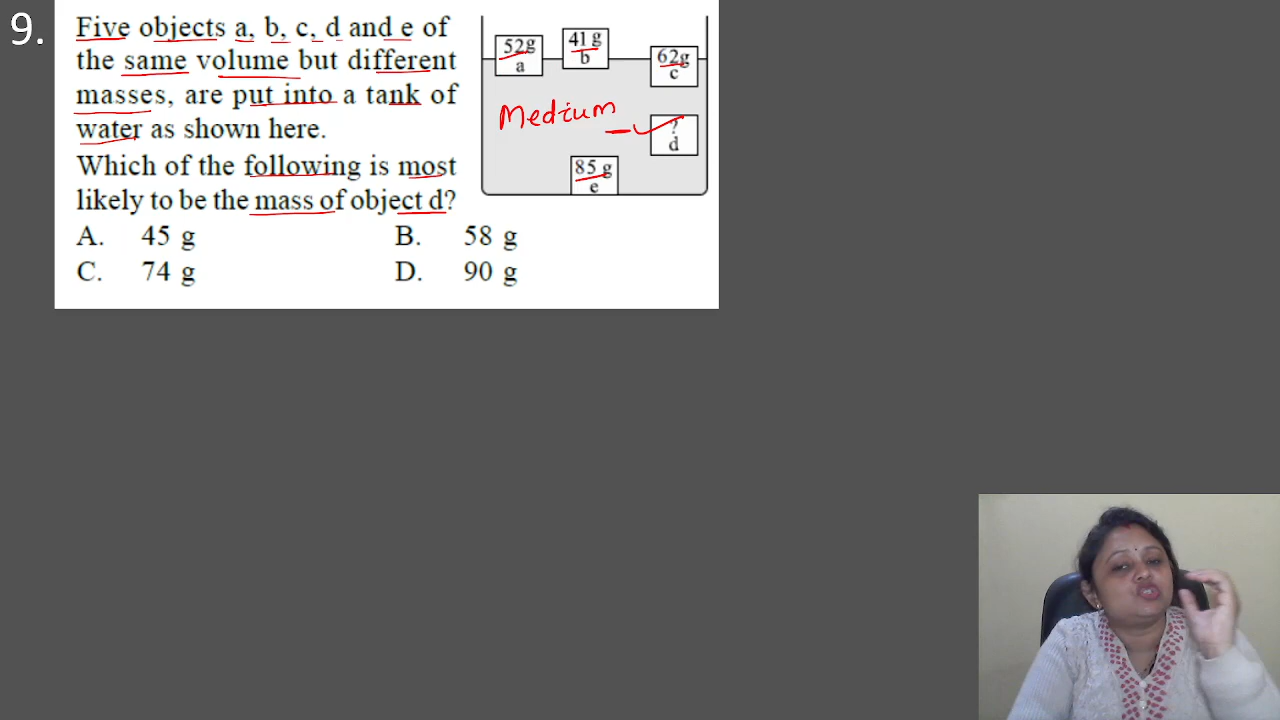 9.
Five objects a, b, c, d and e of
the same volume but different
masses, are put into a tank of
water as shown here.
Which of the following is most
likely to be the mass of object d?
A. 45 g B. 58 g
C. 74 g D. 90 g
52g
a
41 g
b
62g
c
Medium
?
d
85 g
e